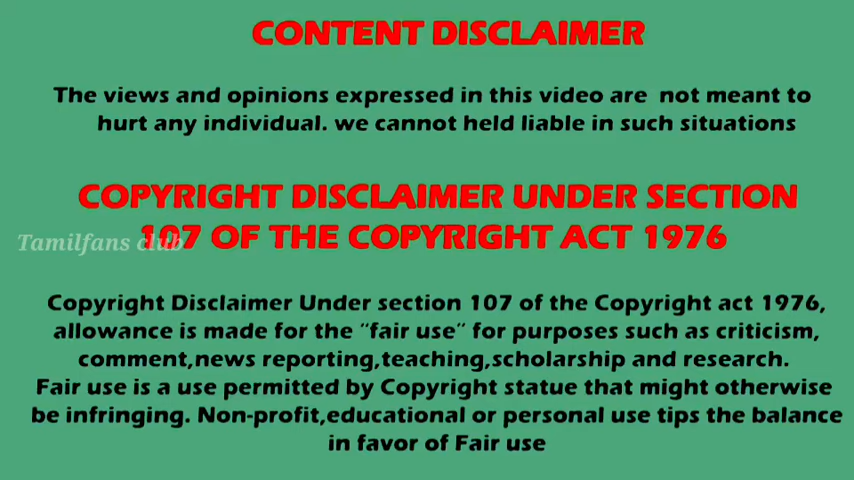 CONTENT DISCLAIMER
The views and opinions expressed in this video are not meant to
hurt any individual. we cannot held liable in such situations
COPYRIGHT DISCLAIMER UNDER SECTION
107 OF THE COPYRIGHT ACT 1976
Tamilfans club
Copyright Disclaimer Under section 107 of the Copyright act 1976,
allowance is made for the "fair use" for purposes such as criticism,
comment,news reporting,teaching,scholarship and research.
Fair use is a use permitted by Copyright statue that might otherwise
be infringing. Non-profit,educational or personal use tips the balance
in favor of Fair use